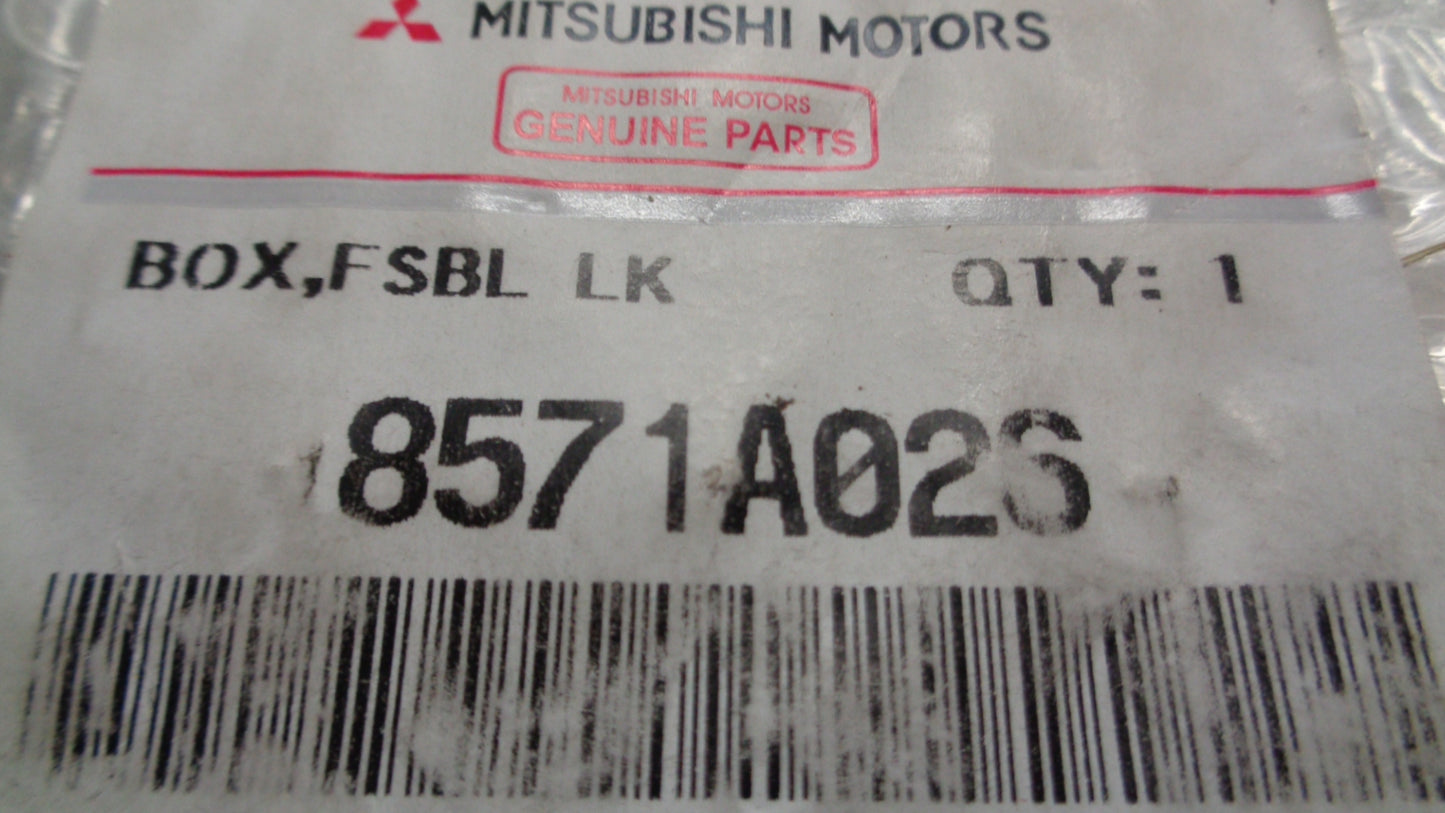 MITSUBISHI MOTORS
MITSUBISHI MOTORS
GENUINE PARTS
BOX,FSBL LK QTY: 1
8571A026